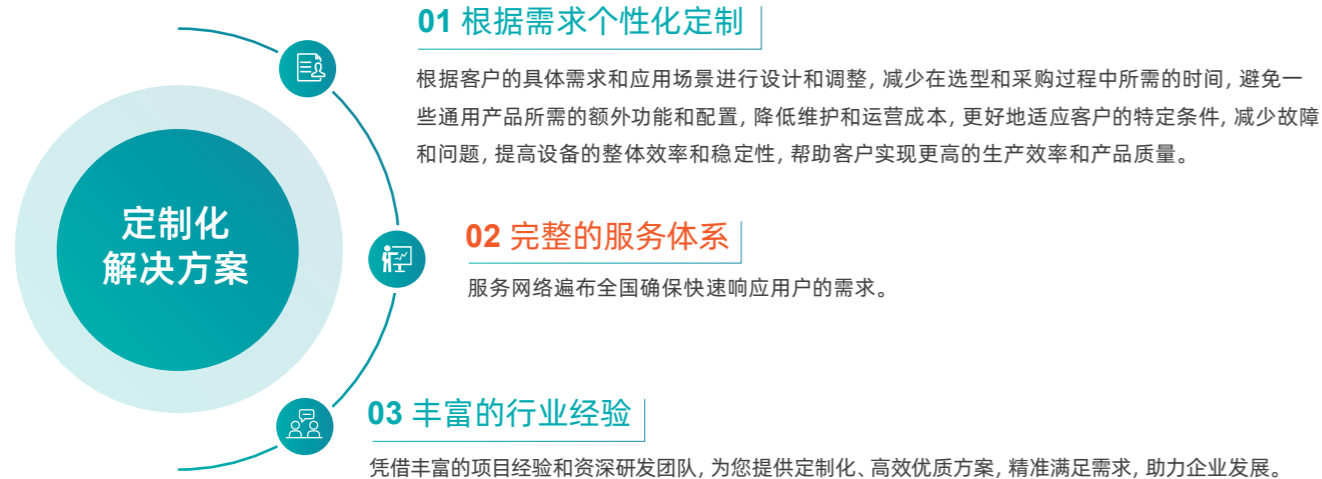 定制化
解决方案
01 根据需求个性化定制
根据客户的具体需求和应用场景进行设计和调整,减少在选型和采购过程中所需的时间,避免一
些通用产品所需的额外功能和配置,降低维护和运营成本,更好地适应客户的特定条件,减少故障
和问题,提高设备的整体效率和稳定性,帮助客户实现更高的生产效率和产品质量。
02 完整的服务体系
服务网络遍布全国确保快速响应用户的需求。
03 丰富的行业经验
凭借丰富的项目经验和资深研发团队,为您提供定制化、高效优质方案,精准满足需求,助力企业发展。